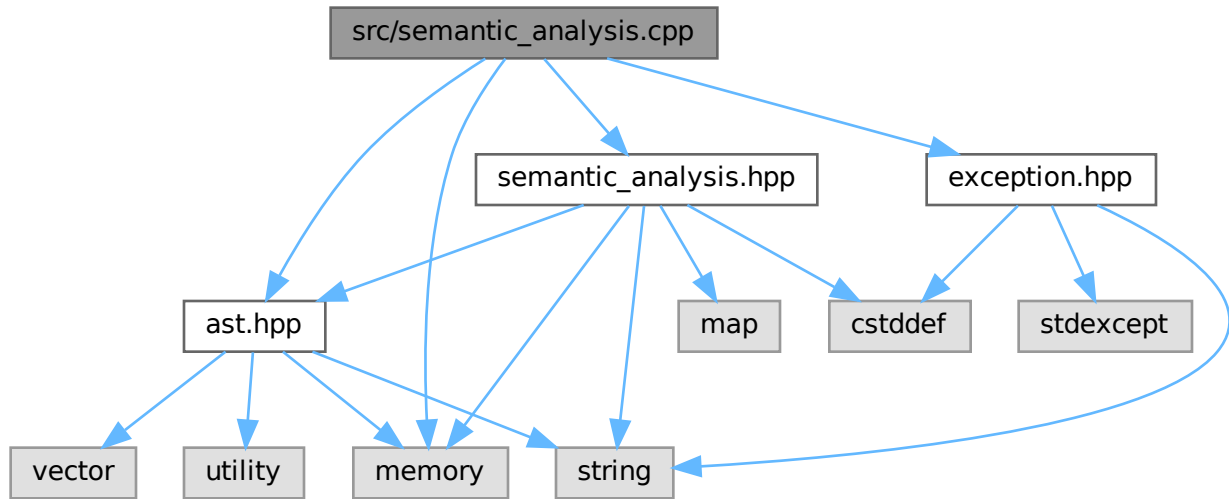 src/semantic_analysis.cpp
semantic_analysis.hpp
exception.hpp
ast.hpp
map
cstddef
stdexcept
vector
utility
memory
string